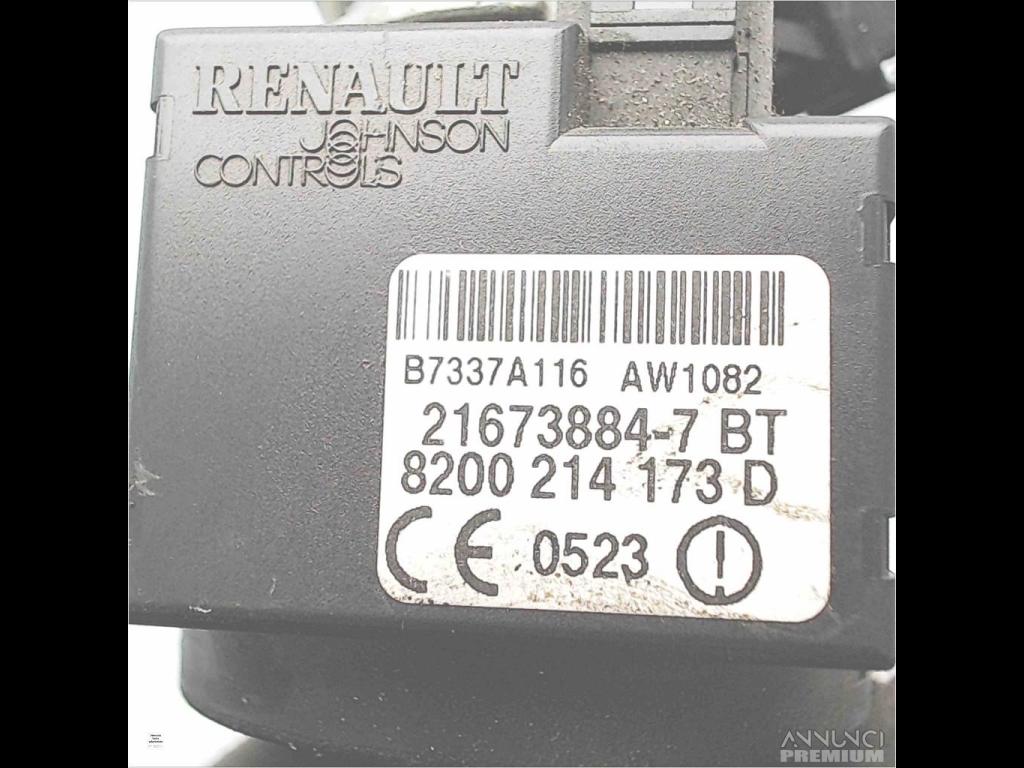 RENAULT
JOHNSON
CONTROLS
B7337A116 AW1082
21673884-7 BT
8200 214 173 D
CE 0523 !
ANNUNCI
PREMIUM